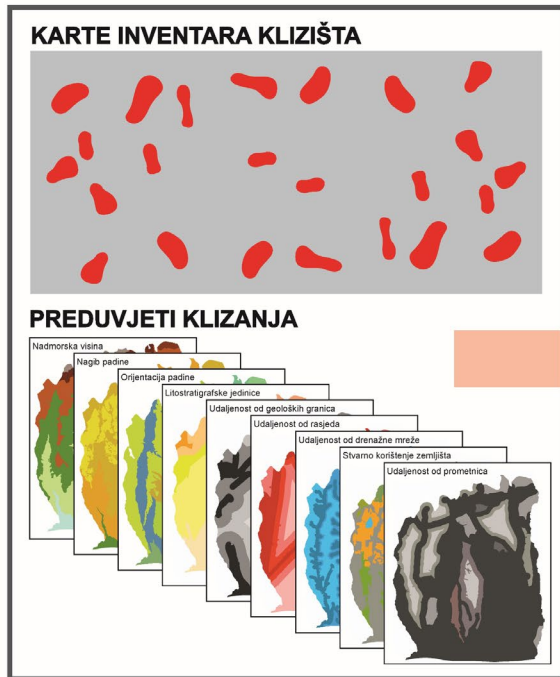 KARTE INVENTARA KLIZIŠTA
PREDUVJETI KLIZANJA
Nadmorska visina
Nagib padine
Orijentacija padine
Litostratigrafske jedinice
Udaljenost od geoloških granica
Udaljenost od rasjeda
Udaljenost od drenažne mreže
Stvarno korištenje zemljišta
Udaljenost od prometnica